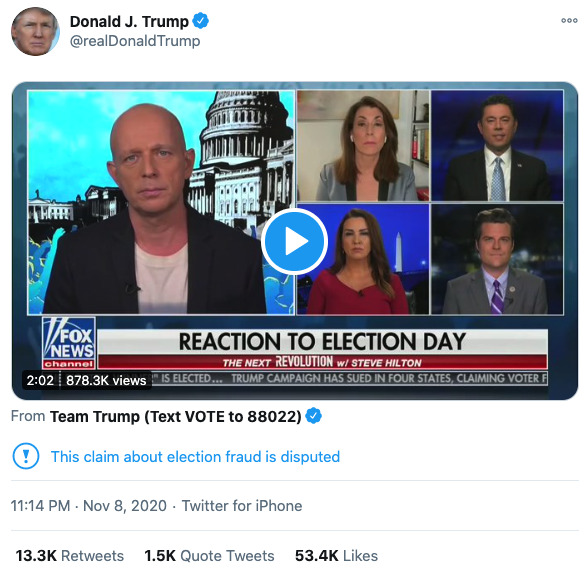 Donald J. Trump
@realDonaldTrump
FOX
NEWS
channel
REACTION TO ELECTION DAY
THE NEXT REVOLUTION W/ STEVE HILTON
2:02 878.3K views
" IS ELECTED... TRUMP CAMPAIGN HAS SUED IN FOUR STATES, CLAIMING VOTER F
From Team Trump (Text VOTE to 88022)
This claim about election fraud is disputed
11:14 PM · Nov 8, 2020 · Twitter for iPhone
13.3K Retweets 1.5K Quote Tweets 53.4K Likes